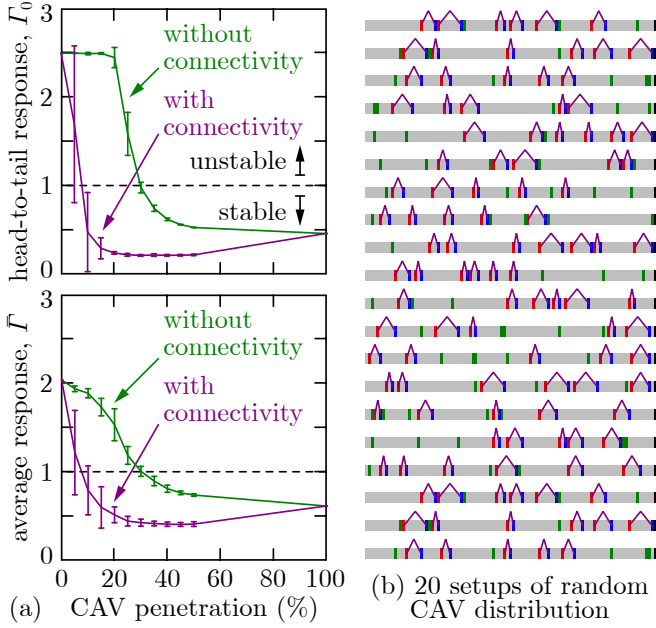 head-to-tail response, Γ₀
3
2
1
0
without
connectivity
with
connectivity
unstable
stable
average response, Γ̄
3
2
1
0
without
connectivity
with
connectivity
0 20 40 60 80 100
(a) CAV penetration (%)
(b) 20 setups of random
CAV distribution